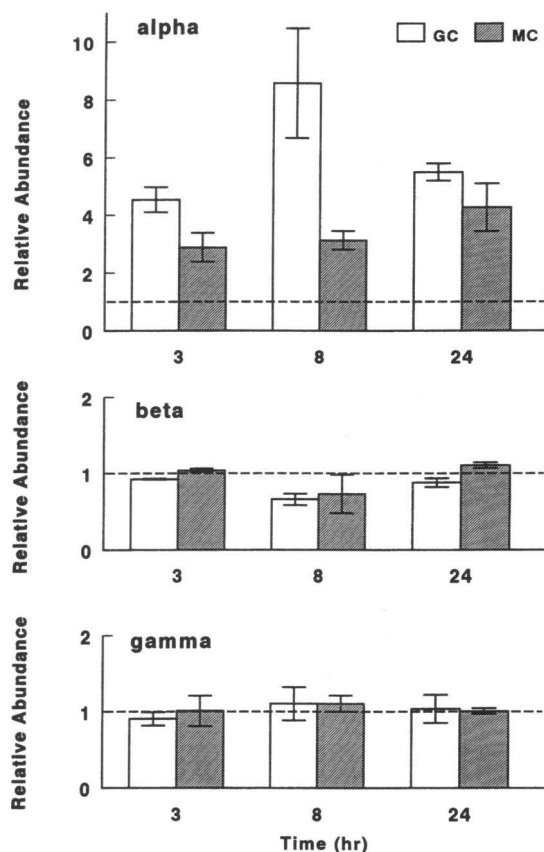 alpha
GC MC
Relative Abundance
10
8
6
4
2
0
3 8 24
beta
Relative Abundance
2
1
0
3 8 24
gamma
Relative Abundance
2
1
0
3 8 24
Time (hr)